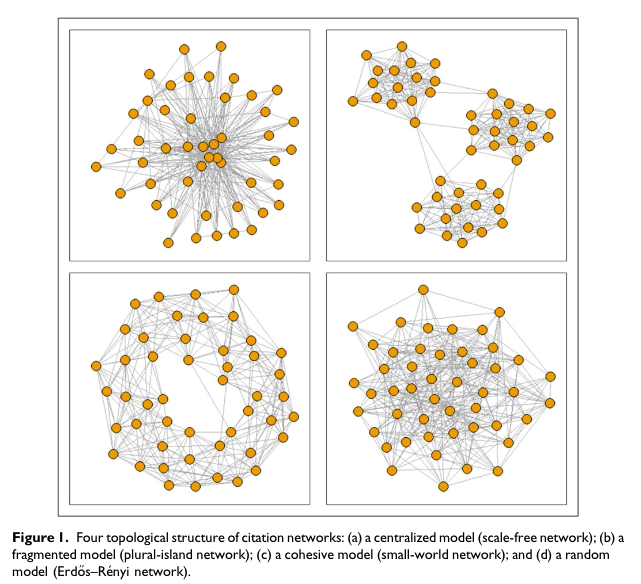 Figure 1. Four topological structure of citation networks: (a) a centralized model (scale-free network); (b) a
fragmented model (plural-island network); (c) a cohesive model (small-world network); and (d) a random
model (Erdős–Rényi network).